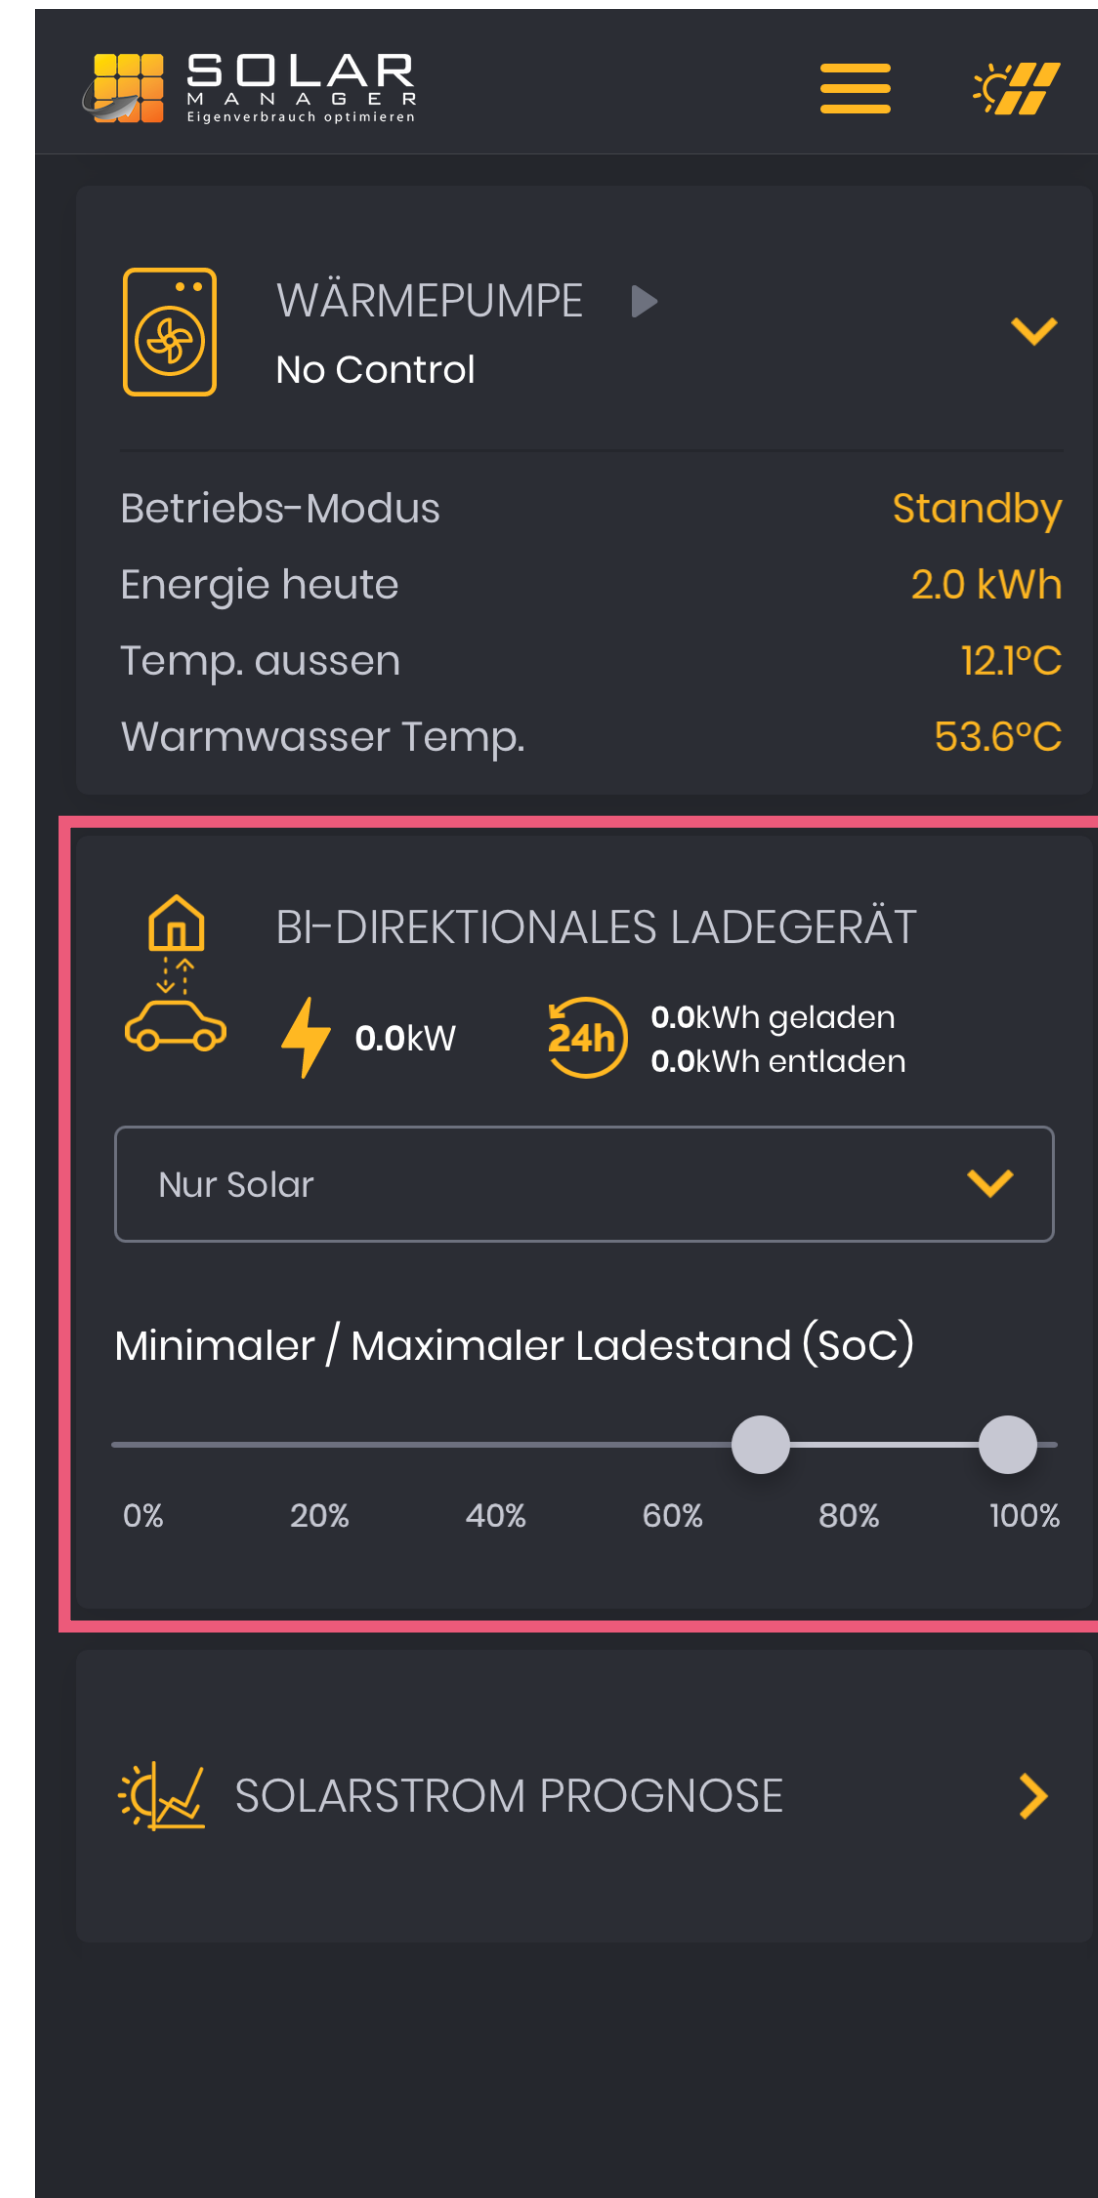 SOLAR
MANAGER
Eigenverbrauch optimieren
WÄRMEPUMPE
No Control
Betriebs-Modus Standby
Energie heute 2.0 kWh
Temp. aussen 12.1°C
Warmwasser Temp. 53.6°C
BI-DIREKTIONALES LADEGERÄT
0.0kW
24h
0.0kWh geladen
0.0kWh entladen
Nur Solar
Minimaler / Maximaler Ladestand (SoC)
0% 20% 40% 60% 80% 100%
SOLARSTROM PROGNOSE